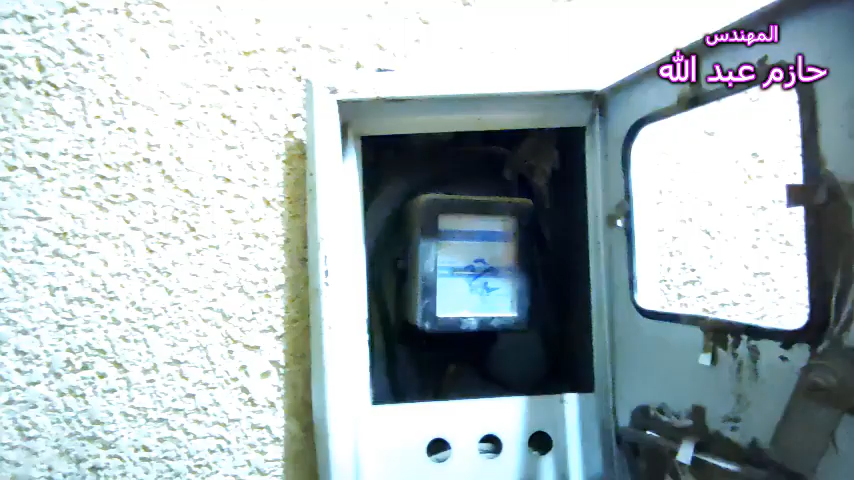 المهندس
حازم عبد الله